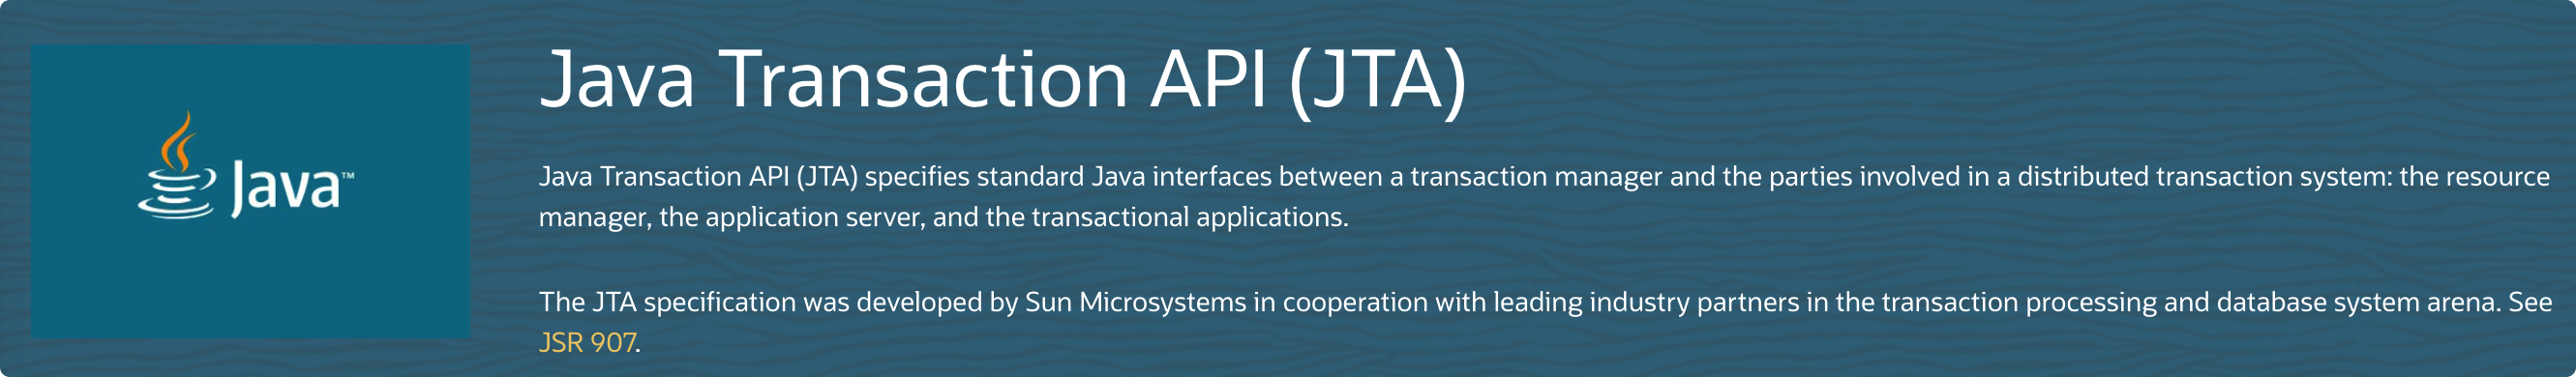 Java™
Java Transaction API (JTA)
Java Transaction API (JTA) specifies standard Java interfaces between a transaction manager and the parties involved in a distributed transaction system: the resource
manager, the application server, and the transactional applications.
The JTA specification was developed by Sun Microsystems in cooperation with leading industry partners in the transaction processing and database system arena. See
JSR 907.